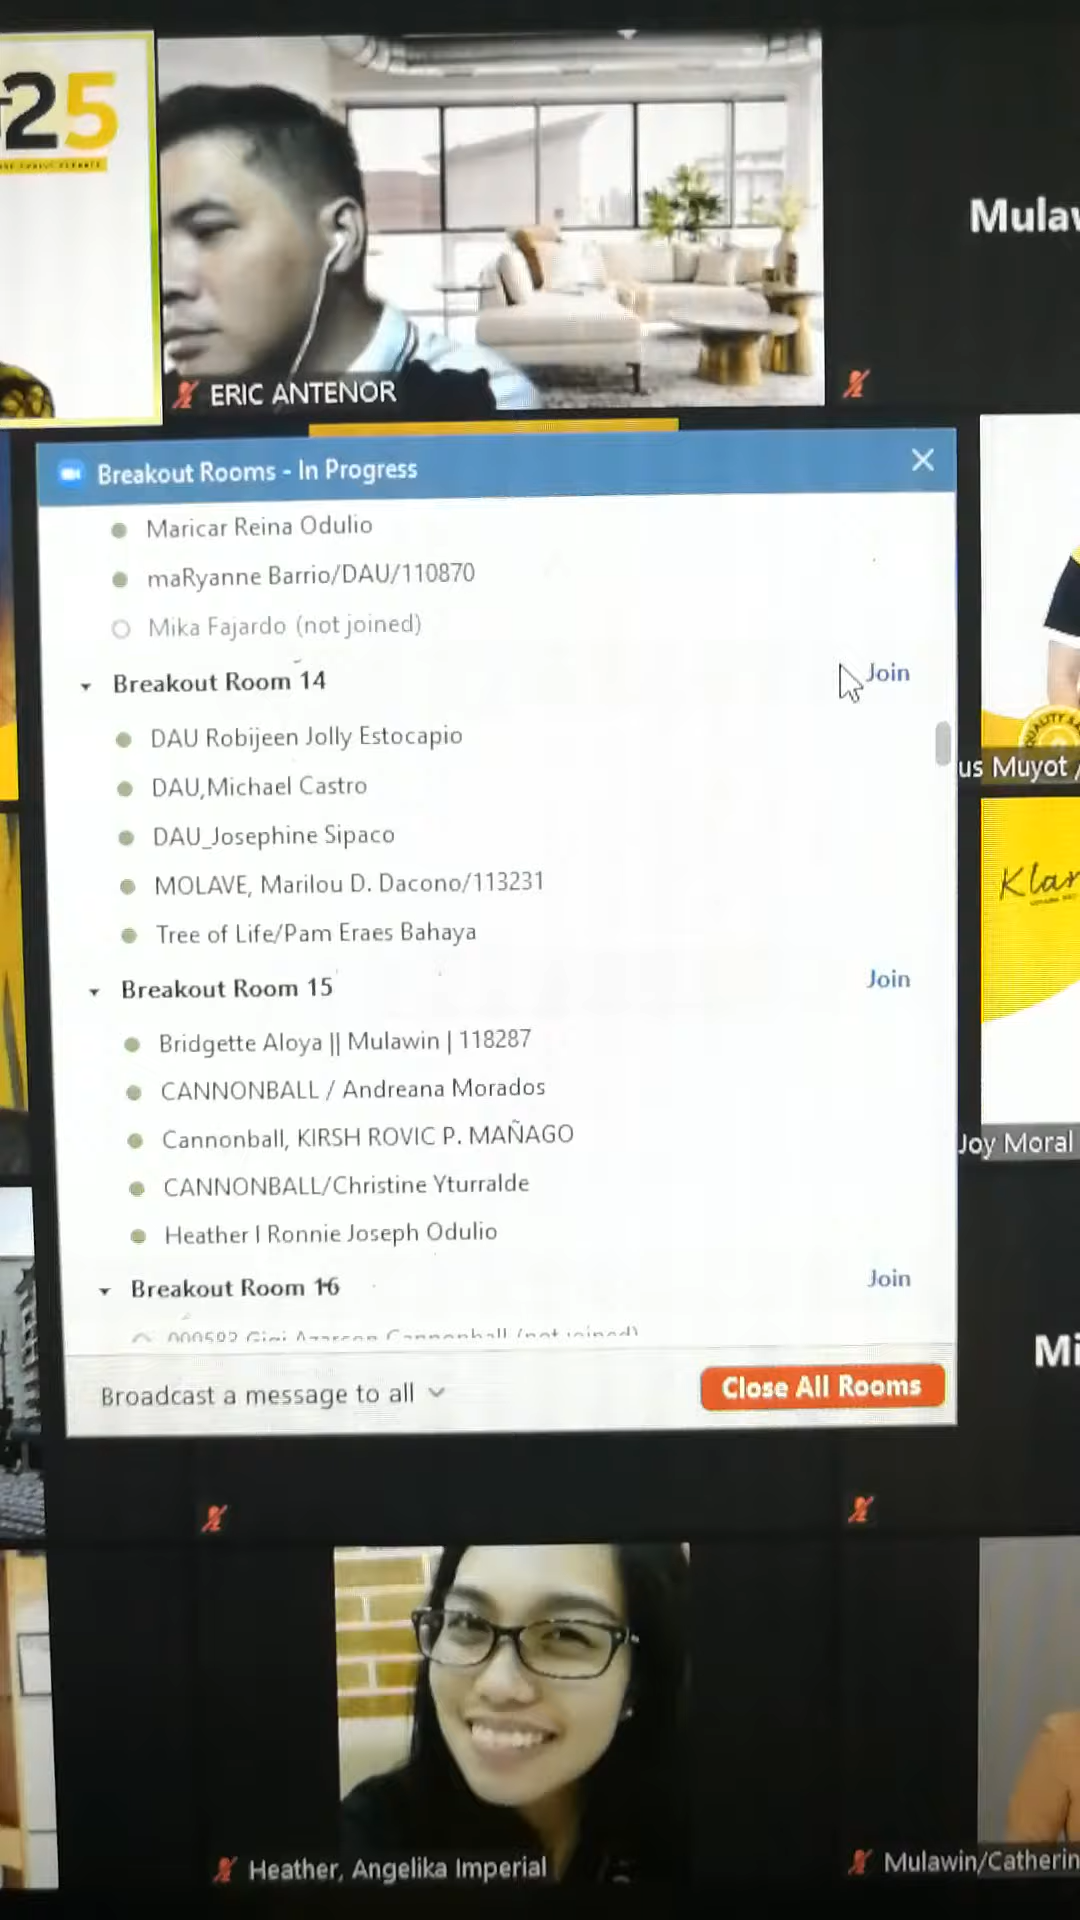 25
Mulaw
ERIC ANTENOR
Breakout Rooms - In Progress
Maricar Reina Odulio
maRyanne Barrio/DAU/110870
Mika Fajardo (not joined)
Breakout Room 14
Join
DAU Robijeen Jolly Estocapio
DAU,Michael Castro
DAU_Josephine Sipaco
MOLAVE, Marilou D. Dacono/113231
Tree of Life/Pam Eraes Bahaya
Breakout Room 15
Join
Bridgette Aloya || Mulawin | 118287
CANNONBALL / Andreana Morados
Cannonball, KIRSH ROVIC P. MAÑAGO
CANNONBALL/Christine Yturralde
Heather I Ronnie Joseph Odulio
Breakout Room 16
Join
Broadcast a message to all
Close All Rooms
us Muyot /
Klar
Joy Moral
Mi
Heather, Angelika Imperial
Mulawin/Catherin